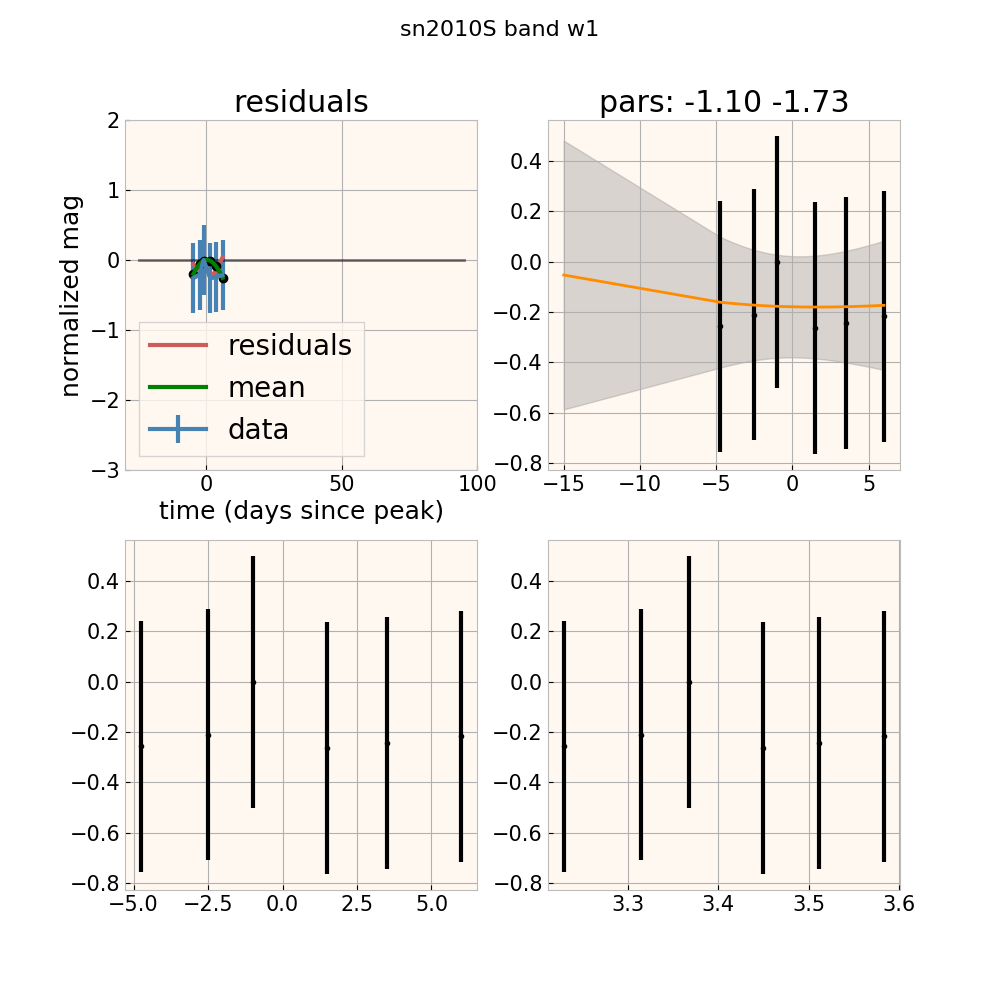 sn2010S band w1
residuals
pars: -1.10 -1.73
normalized mag
2
1
0
−1
−2
−3
residuals
mean
data
0 50 100
time (days since peak)
0.4
0.2
0.0
−0.2
−0.4
−0.6
−0.8
−15 −10 −5 0 5
0.4
0.2
0.0
−0.2
−0.4
−0.6
−0.8
−5.0 −2.5 0.0 2.5 5.0
0.4
0.2
0.0
−0.2
−0.4
−0.6
−0.8
3.3 3.4 3.5 3.6